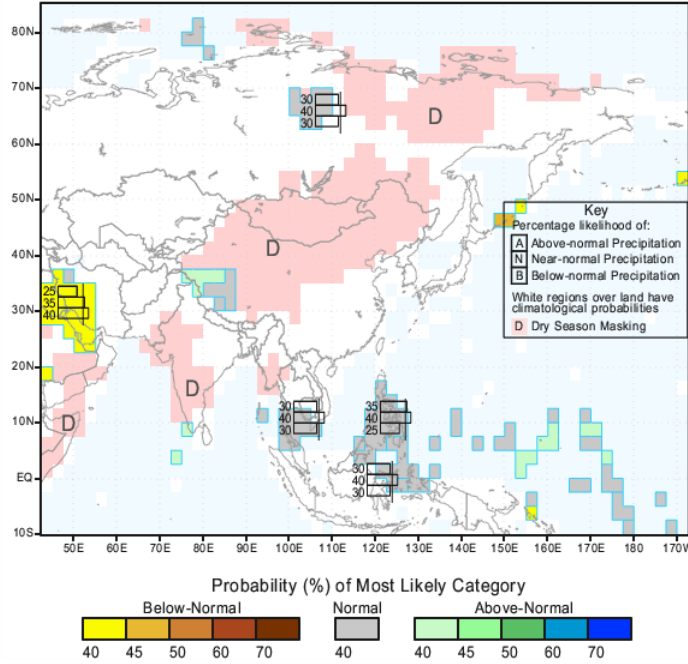 80N
70N
30
40
30
D
60N
50N
Key
Percentage likelihood of:
A Above-normal Precipitation
N Near-normal Precipitation
B Below-normal Precipitation
White regions over land have
climatological probabilities
D Dry Season Masking
40N
D
25
35
40
30N
20N
D
30
40
30
35
40
25
10N
D
30
40
30
EQ
10S
50E 60E 70E 80E 90E 100E 110E 120E 130E 140E 150E 160E 170E 180 170W
Probability (%) of Most Likely Category
Below-Normal Normal Above-Normal
40 45 50 60 70 40 40 45 50 60 70